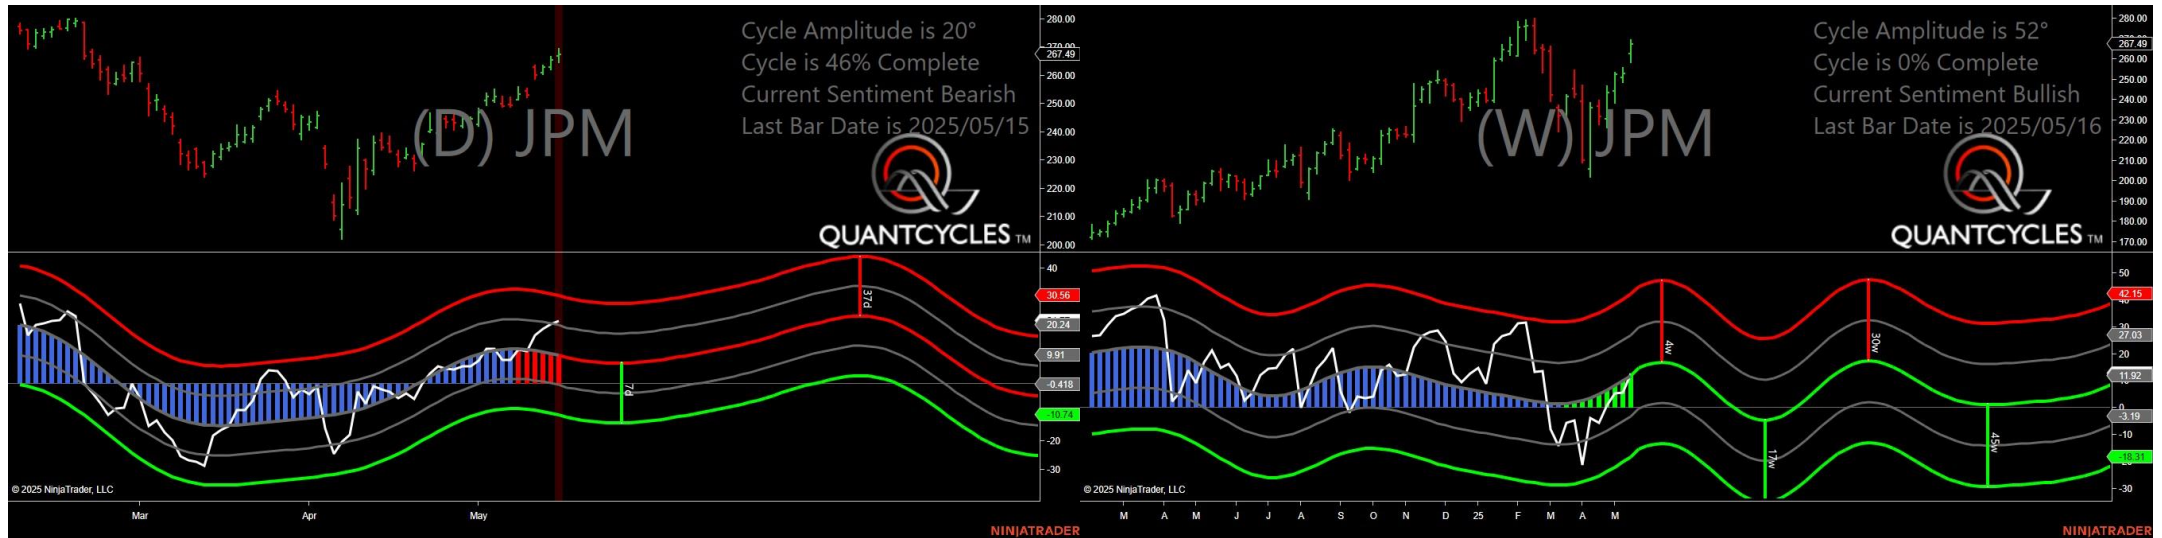 Cycle Amplitude is 20°
Cycle is 46% Complete
Current Sentiment Bearish
Last Bar Date is 2025/05/15
(D) JPM
QUANTCYCLES TM
280.00
267.49
260.00
250.00
240.00
230.00
220.00
210.00
200.00
40
30.56
20.24
9.91
-0.418
-10.74
-20
-30
37d
7d
© 2025 NinjaTrader, LLC
Mar
Apr
May
NINJATRADER
Cycle Amplitude is 52°
Cycle is 0% Complete
Current Sentiment Bullish
Last Bar Date is 2025/05/16
(W) JPM
QUANTCYCLES TM
280.00
267.49
260.00
250.00
240.00
230.00
220.00
210.00
200.00
190.00
180.00
170.00
50
42.15
27.03
20
11.92
0
-3.19
-10
-18.31
-30
4w
30w
17w
45w
© 2025 NinjaTrader, LLC
M A M J J A S O N D 25 F M A M
NINJATRADER